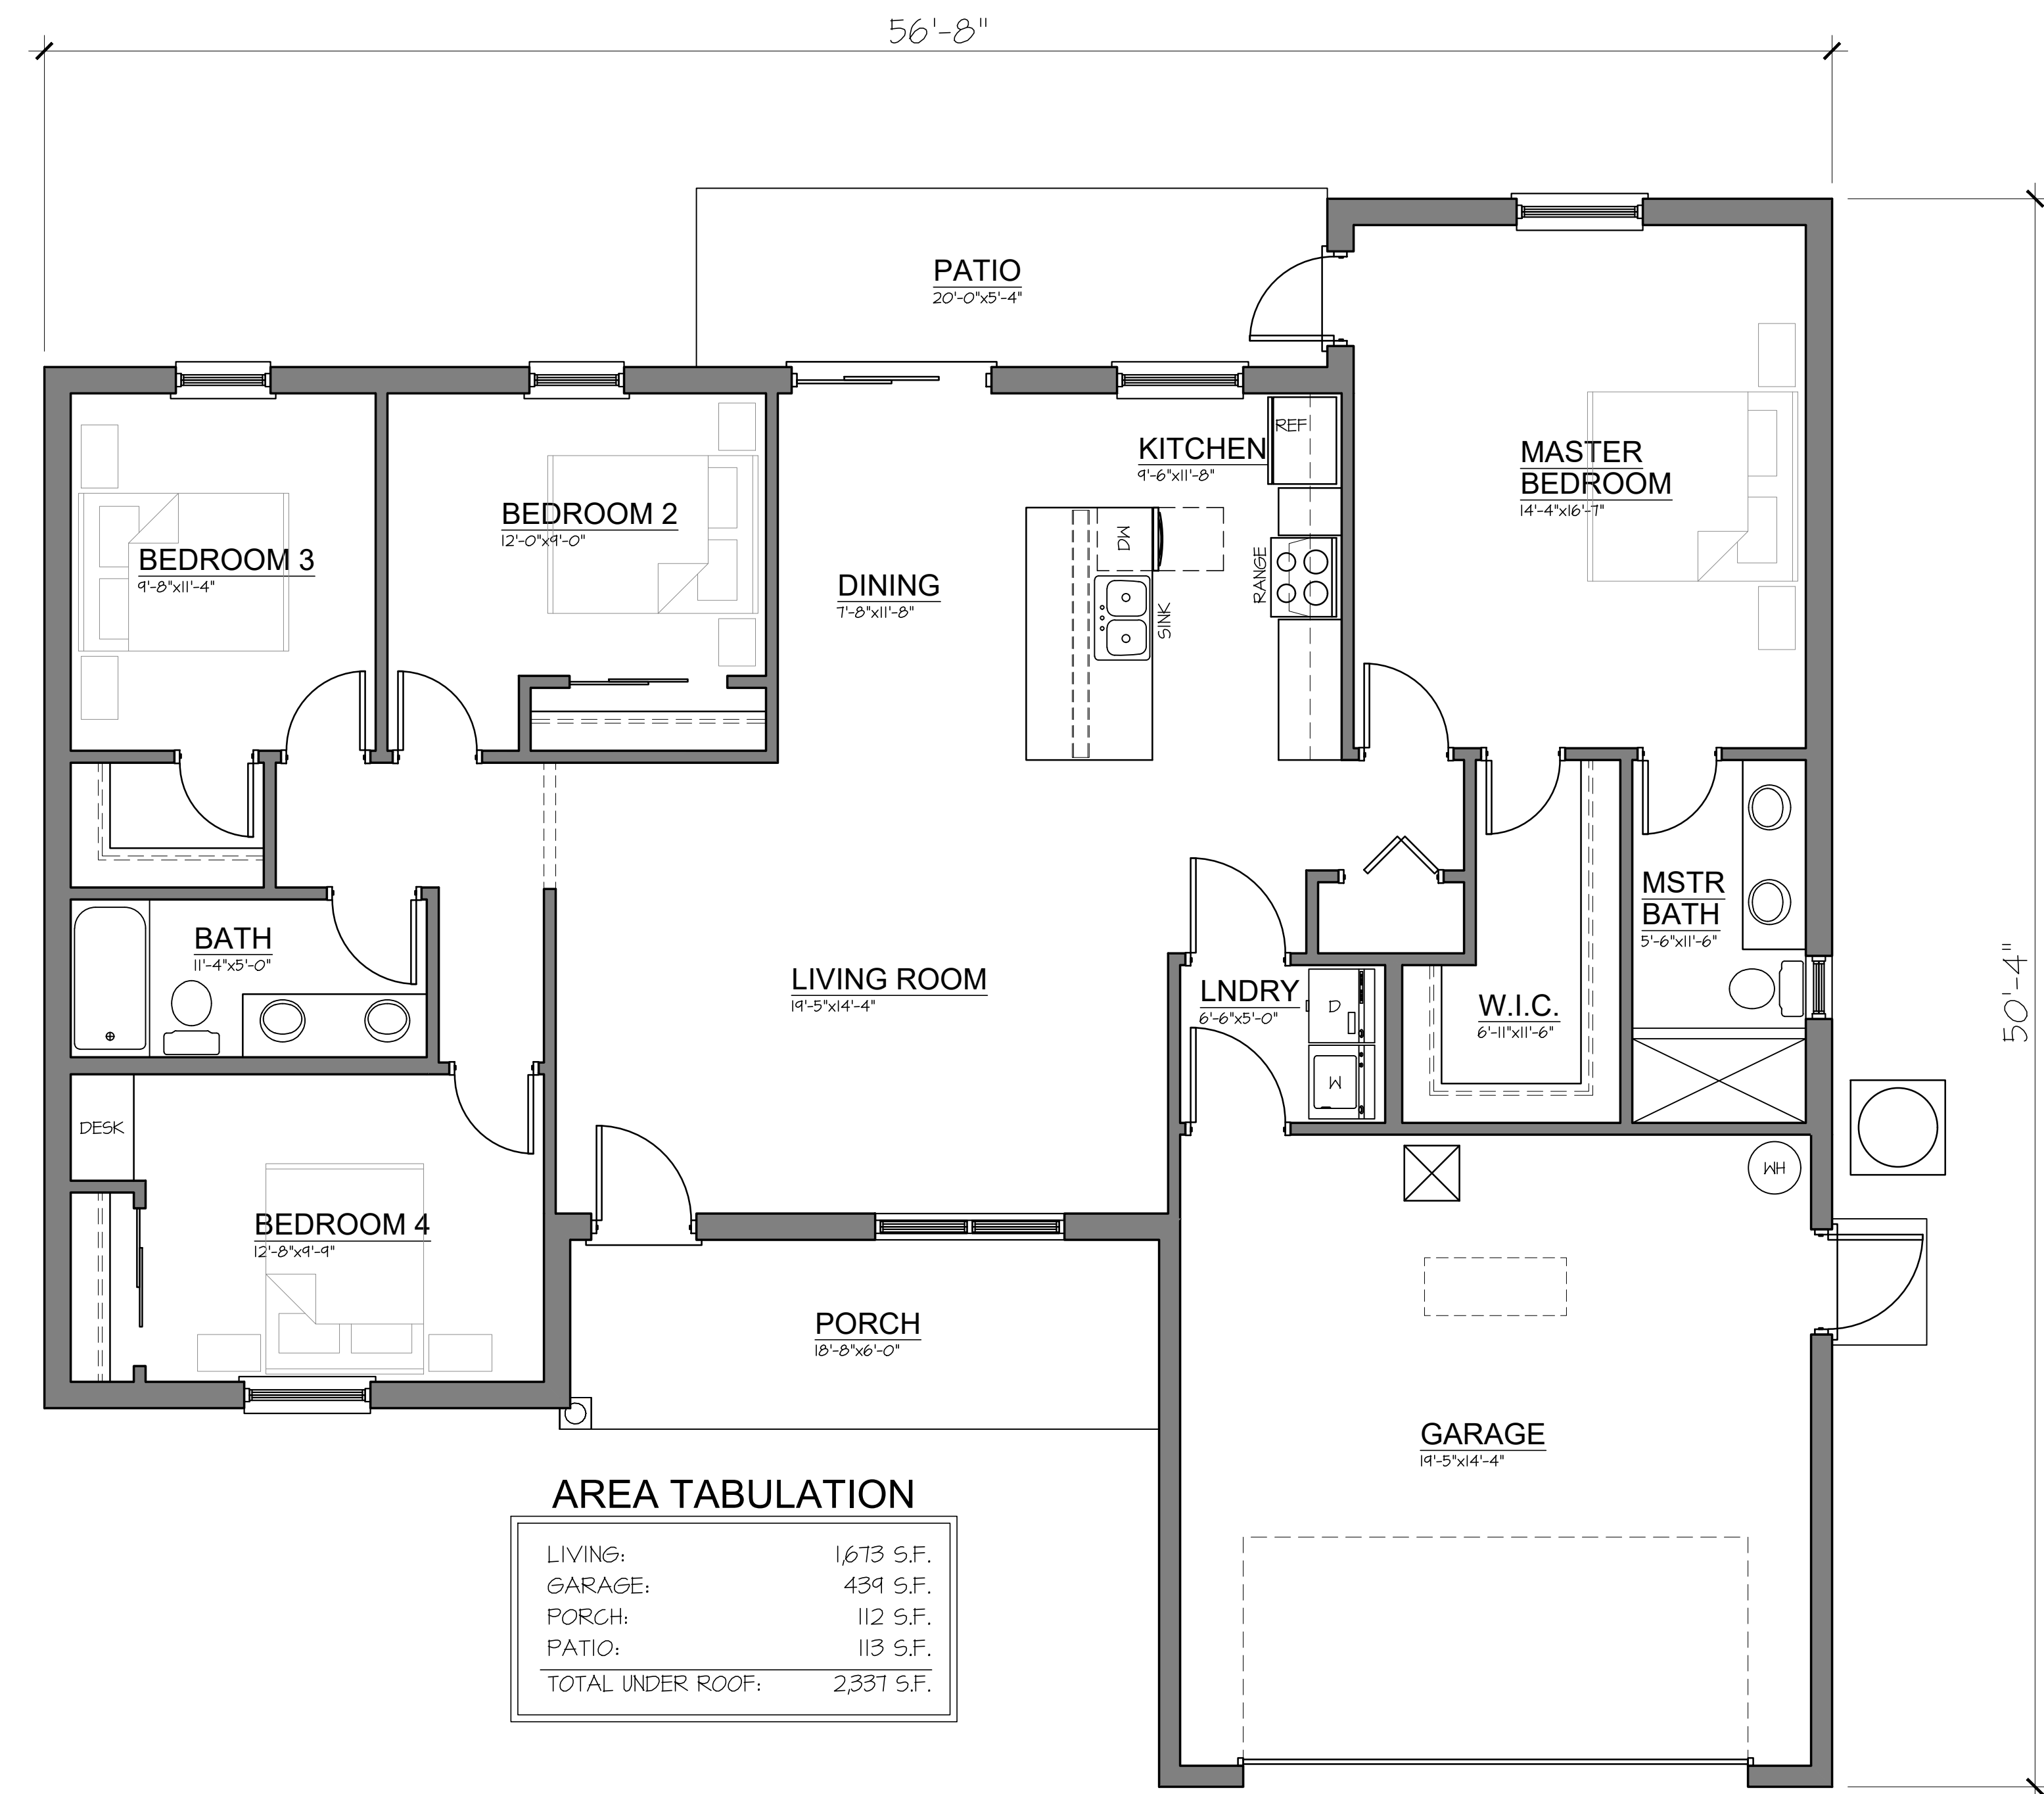 56'-8"
PATIO
20'-0"x5'-4"
KITCHEN
9'-6"x11'-8"
REF
MASTER
BEDROOM
14'-4"x16'-7"
BEDROOM 2
12'-0"x9'-0"
BEDROOM 3
9'-8"x11'-4"
DW
DINING
7'-8"x11'-8"
RANGE
SINK
MSTR
BATH
5'-6"x11'-6"
BATH
11'-4"x5'-0"
LIVING ROOM
19'-5"x14'-4"
LNDRY
6'-6"x5'-0"
D
W
W.I.C.
6'-11"x11'-6"
50'-4"
DESK
WH
BEDROOM 4
12'-8"x9'-9"
PORCH
18'-8"x6'-0"
GARAGE
19'-5"x14'-4"
AREA TABULATION
LIVING: 1,673 S.F.
GARAGE: 439 S.F.
PORCH: 112 S.F.
PATIO: 113 S.F.
TOTAL UNDER ROOF: 2,337 S.F.